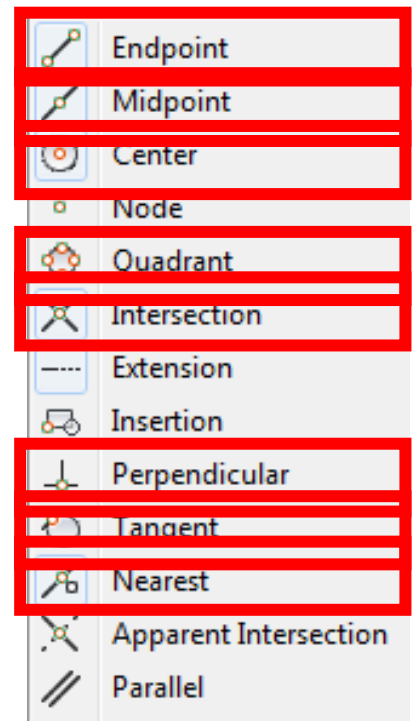 Endpoint
Midpoint
Center
Node
Quadrant
Intersection
Extension
Insertion
Perpendicular
Tangent
Nearest
Apparent Intersection
Parallel